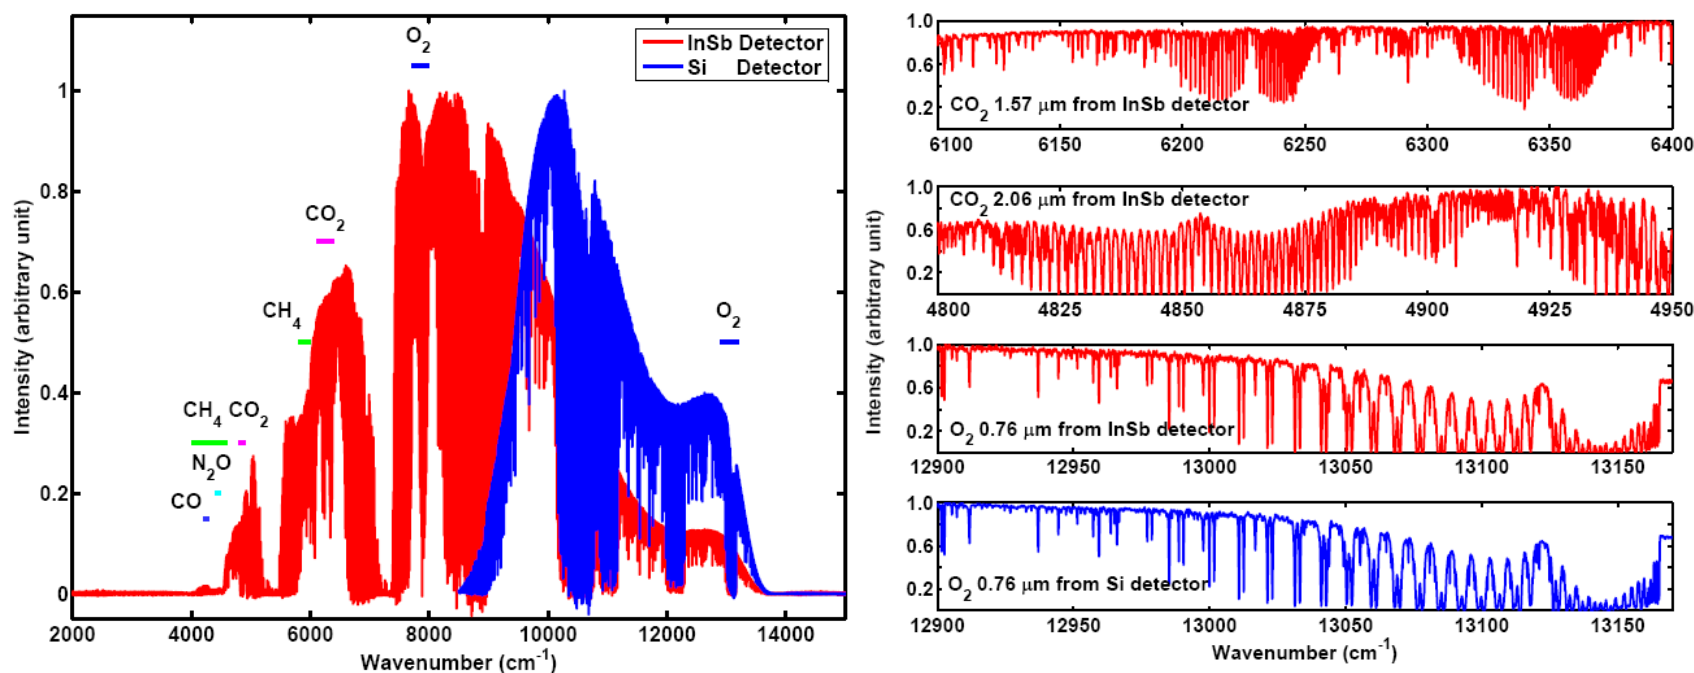 InSb Detector
Si Detector
O2
CO2
CH4
O2
CH4 CO2
N2O
CO
1
0.8
0.6
0.4
0.2
0
Intensity (arbitrary unit)
2000 4000 6000 8000 10000 12000 14000
Wavenumber (cm-1)
1.0
0.6
0.2
CO2 1.57 μm from InSb detector
6100 6150 6200 6250 6300 6350 6400
1.0
CO2 2.06 μm from InSb detector
0.6
0.2
4800 4825 4850 4875 4900 4925 4950
Intensity (arbitrary unit)
1.0
0.6
0.2
O2 0.76 μm from InSb detector
12900 12950 13000 13050 13100 13150
1.0
0.6
0.2
O2 0.76 μm from Si detector
12900 12950 13000 13050 13100 13150
Wavenumber (cm-1)